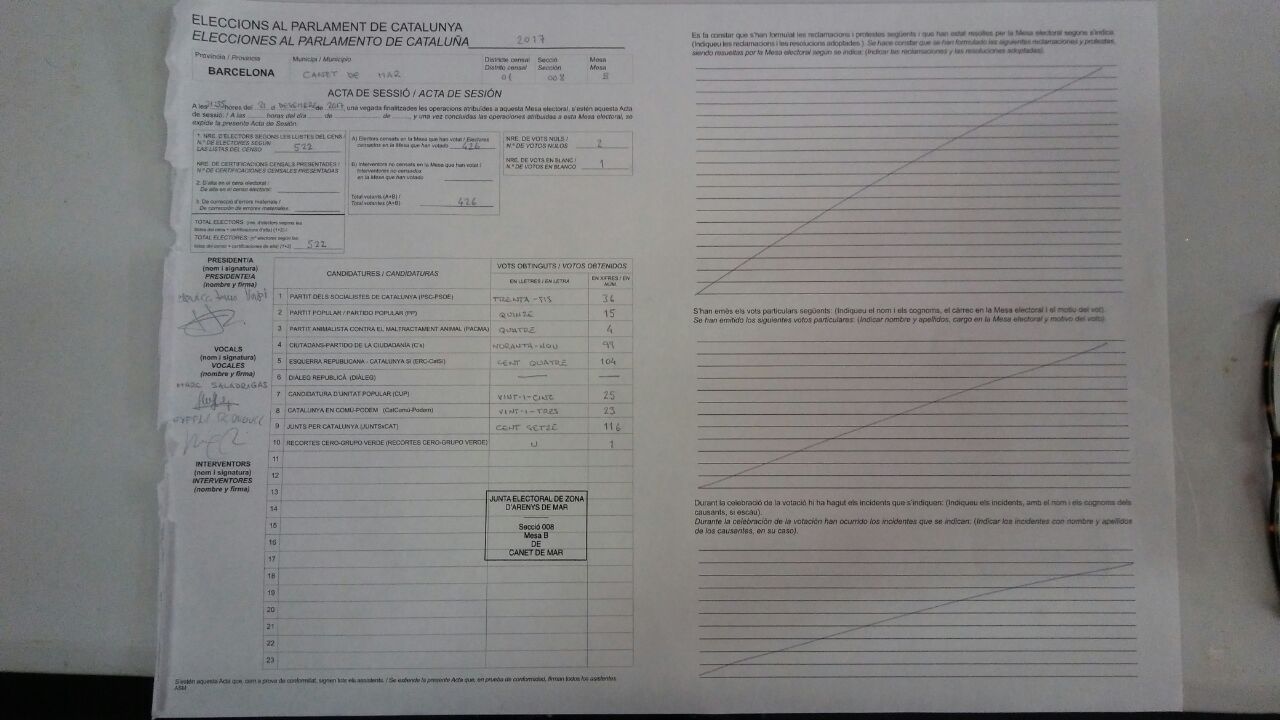 ELECCIONS AL PARLAMENT DE CATALUNYA
ELECCIONES AL PARLAMENTO DE CATALUÑA 2017
Província / Provincia Municipi / Municipio Districte censal Secció Mesa
Distrito censal Sección Mesa
BARCELONA CANET DE MAR 01 008 B
ACTA DE SESSIÓ / ACTA DE SESIÓN
A les 21:35 hores del 21 de DESEMBRE de 2017, una vegada finalitzades les operacions atribuïdes a aquesta Mesa electoral, s'estén aquesta Acta
de sessió. / A las horas del día de de , y una vez concluidas las operaciones atribuidas a esta Mesa electoral, se
expide la presente Acta de Sesión.
1. NRE. D'ELECTORS SEGONS LES LLISTES DEL CENS /
N.º DE ELECTORES SEGÚN
LAS LISTAS DEL CENSO 522
NRE. DE CERTIFICACIONS CENSALS PRESENTADES /
N.º DE CERTIFICACIONES CENSALES PRESENTADAS
2. D'alta en el cens electoral /
De alta en el censo electoral:
3. De correcció d'errors materials /
De corrección de errores materiales:
TOTAL ELECTORS: (nre. d'electors segons les
llistes del cens + certificacions d'alta) (1+2) /
TOTAL ELECTORES: (nº electores según las
listas del censo + certificaciones de alta) (1+2) 522
A) Electors censats en la Mesa que han votat / Electores
censados en la Mesa que han votado 426
B) Interventors no censats en la Mesa que han votat /
Interventores no censados
en la Mesa que han votado
Total votants (A+B) /
Total votantes (A+B) 426
NRE. DE VOTS NULS /
N.º DE VOTOS NULOS 2
NRE. DE VOTS EN BLANC /
N.º DE VOTOS EN BLANCO 1
PRESIDENT/A
(nom i signatura)
PRESIDENTE/A
(nombre y firma)
VOCALS
(nom i signatura)
VOCALES
(nombre y firma)
MARC SALADRIGAS
INTERVENTORS
(nom i signatura)
INTERVENTORES
(nombre y firma)
CANDIDATURES / CANDIDATURAS VOTS OBTINGUTS / VOTOS OBTENIDOS
EN LLETRES / EN LETRA EN XIFRES / EN NÚM.
1 PARTIT DELS SOCIALISTES DE CATALUNYA (PSC-PSOE) TRENTA-SIS 36
2 PARTIT POPULAR / PARTIDO POPULAR (PP) QUINZE 15
3 PARTIT ANIMALISTA CONTRA EL MALTRACTAMENT ANIMAL (PACMA) QUATRE 4
4 CIUTADANS-PARTIDO DE LA CIUDADANÍA (C's) NORANTA-NOU 99
5 ESQUERRA REPUBLICANA - CATALUNYA SÍ (ERC-CatSí) CENT QUATRE 104
6 DIÀLEG REPUBLICÀ (DIÀLEG) — —
7 CANDIDATURA D'UNITAT POPULAR (CUP) VINT-I-CINC 25
8 CATALUNYA EN COMÚ-PODEM (CatComú-Podem) VINT-I-TRES 23
9 JUNTS PER CATALUNYA (JUNTSxCAT) CENT SETZE 116
10 RECORTES CERO-GRUPO VERDE (RECORTES CERO-GRUPO VERDE) U 1
11
12
13
14
15
16
17
18
19
20
21
22
23
JUNTA ELECTORAL DE ZONA
D'ARENYS DE MAR
Secció 008
Mesa B
DE
CANET DE MAR
S'estén aquesta Acta que, com a prova de conformitat, signen tots els assistents. / Se extiende la presente Acta que, en prueba de conformidad, firman todos los asistentes.
ASM
Es fa constar que s'han formulat les reclamacions i protestes següents i que han estat resoltes per la Mesa electoral segons s'indica:
(Indiqueu les reclamacions i les resolucions adoptades.) Se hace constar que se han formulado las siguientes reclamaciones y protestas,
siendo resueltas por la Mesa electoral según se indica: (Indicar las reclamaciones y las resoluciones adoptadas).
S'han emès els vots particulars següents: (Indiqueu el nom i els cognoms, el càrrec en la Mesa electoral i el motiu del vot).
Se han emitido los siguientes votos particulares: (Indicar nombre y apellidos, cargo en la Mesa electoral y motivo del voto).
Durant la celebració de la votació hi ha hagut els incidents que s'indiquen: (Indiqueu els incidents, amb el nom i els cognoms dels
causants, si escau).
Durante la celebración de la votación han ocurrido los incidentes que se indican: (Indicar los incidentes con nombre y apellidos
de los causantes, en su caso).